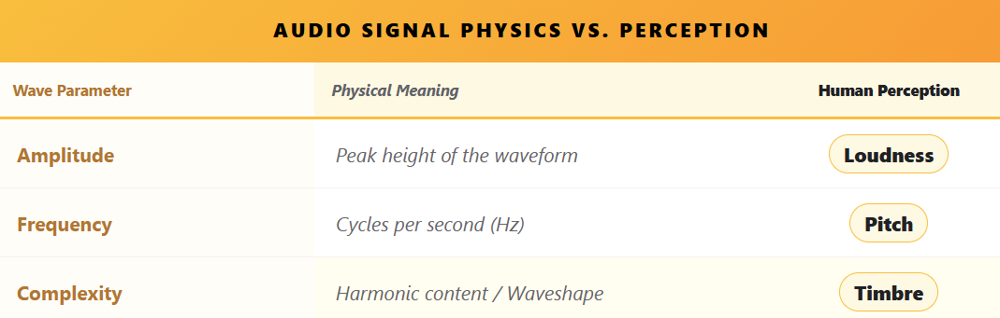 AUDIO SIGNAL PHYSICS VS. PERCEPTION
Wave Parameter Physical Meaning Human Perception
Amplitude Peak height of the waveform Loudness
Frequency Cycles per second (Hz) Pitch
Complexity Harmonic content / Waveshape Timbre